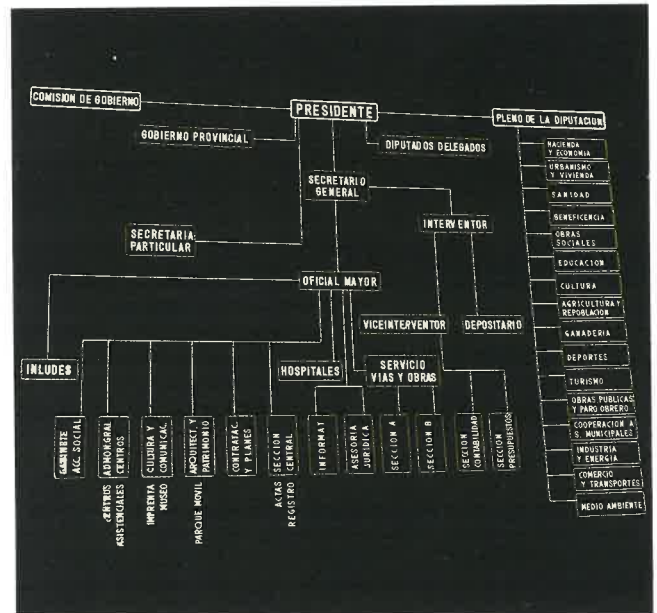 COMISION DE GOBIERNO
PRESIDENTE
PLENO DE LA DIPUTACION
GOBIERNO PROVINCIAL
DIPUTADOS DELEGADOS
SECRETARIO
GENERAL
SECRETARIA
PARTICULAR
INTERVENTOR
OFICIAL MAYOR
VICEINTERVENTOR
DEPOSITARIO
INLUDES
HOSPITALES
SERVICIO
VIAS Y OBRAS
GABINETE
ACC. SOCIAL
ADMON. GRAL
CENTROS
CENTROS
ASISTENCIALES
CULTURA Y
COMUNICAC.
IMPRENTA
MUSEO
ARQUITECT. Y
PATRIMONIO
PARQUE MOVIL
CONTRATAC.
Y PLANES
SECCION
CENTRAL
ACTAS
REGISTRO
INFORMAT.
ASESORIA
JURIDICA
SECCION A
SECCION B
SECCION
CONTABILIDAD
SECCION
PRESUPUESTOS
HACIENDA
Y ECONOMIA
URBANISMO
Y VIVIENDA
SANIDAD
BENEFICENCIA
OBRAS
SOCIALES
EDUCACION
CULTURA
AGRICULTURA Y
REPOBLACION
GANADERIA
DEPORTES
TURISMO
OBRAS PUBLICAS
Y PARO OBRERO
COOPERACION A
S. MUNICIPALES
INDUSTRIA
Y ENERGIA
COMERCIO
Y TRANSPORTES
MEDIO AMBIENTE